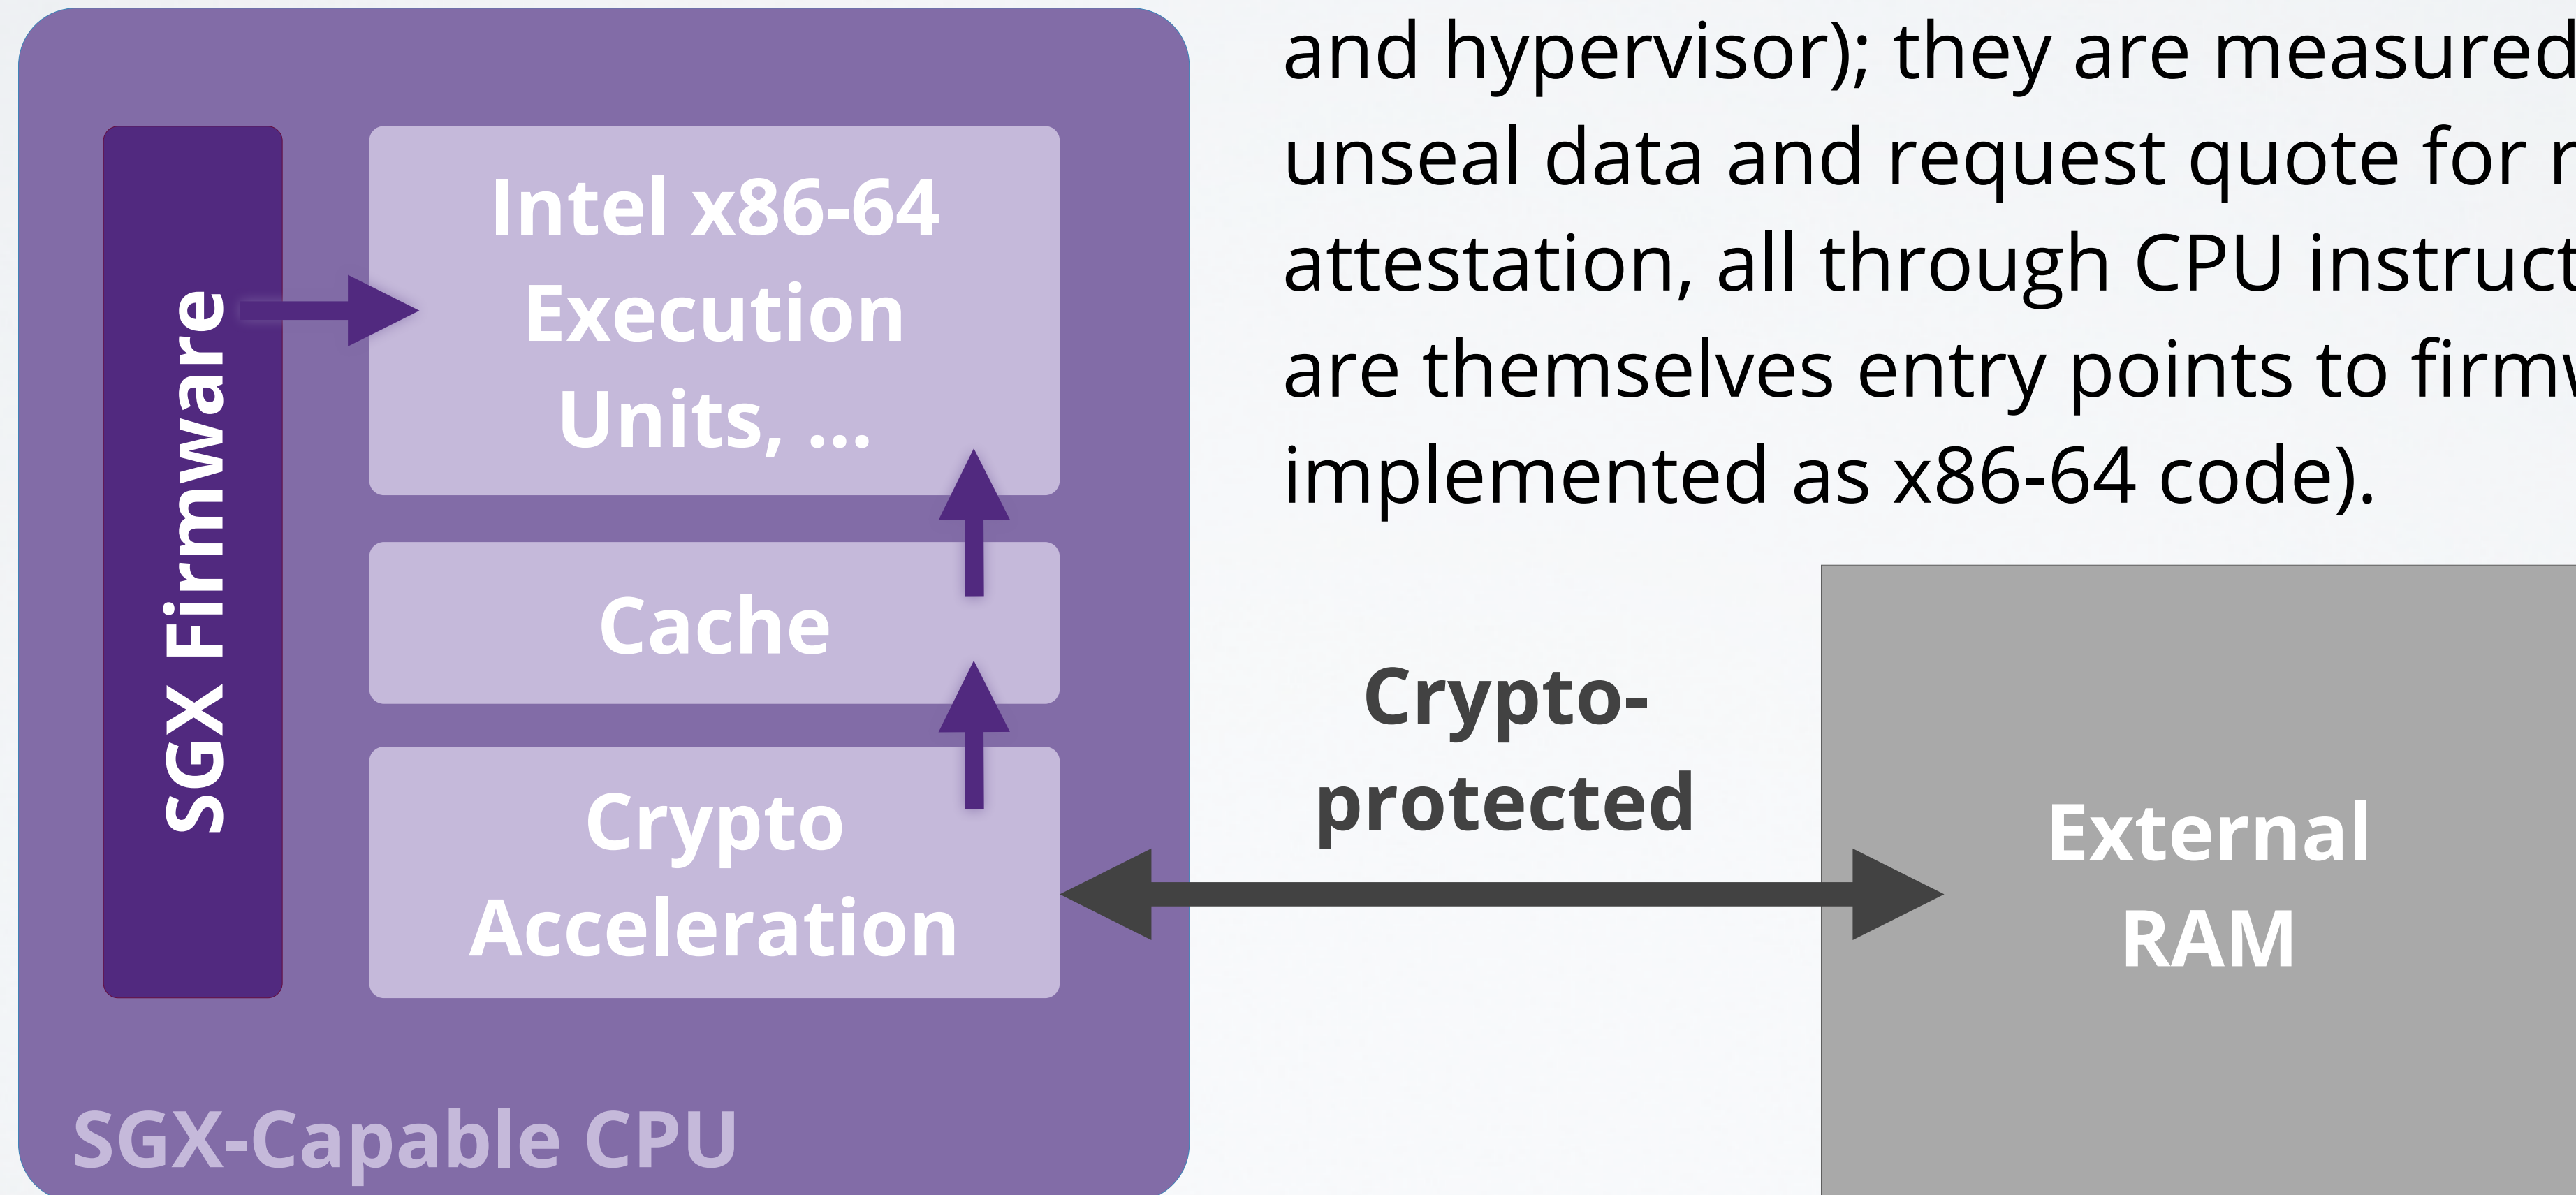 SGX Firmware
Intel x86-64
Execution
Units, ...
Cache
Crypto
Acceleration
SGX-Capable CPU
and hypervisor); they are measured
unseal data and request quote for
attestation, all through CPU
are themselves entry points to
implemented as x86-64 code).
Crypto-
protected
External
RAM